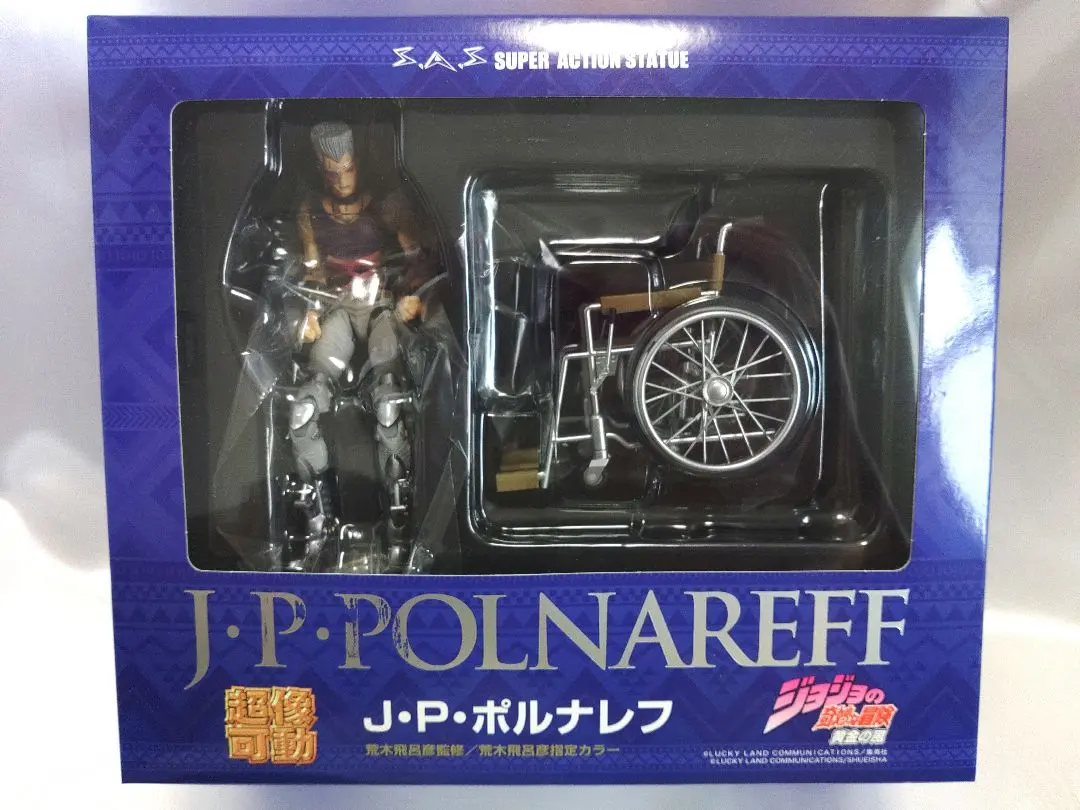 S.A.S SUPER ACTION STATUE
J・P・POLNAREFF
超像
可動
J・P・ポルナレフ
荒木飛呂彦監修／荒木飛呂彦指定カラー
ジョジョの
奇妙な冒険
黄金の風
©LUCKY LAND COMMUNICATIONS／集英社
©LUCKY LAND COMMUNICATIONS/SHUEISHA